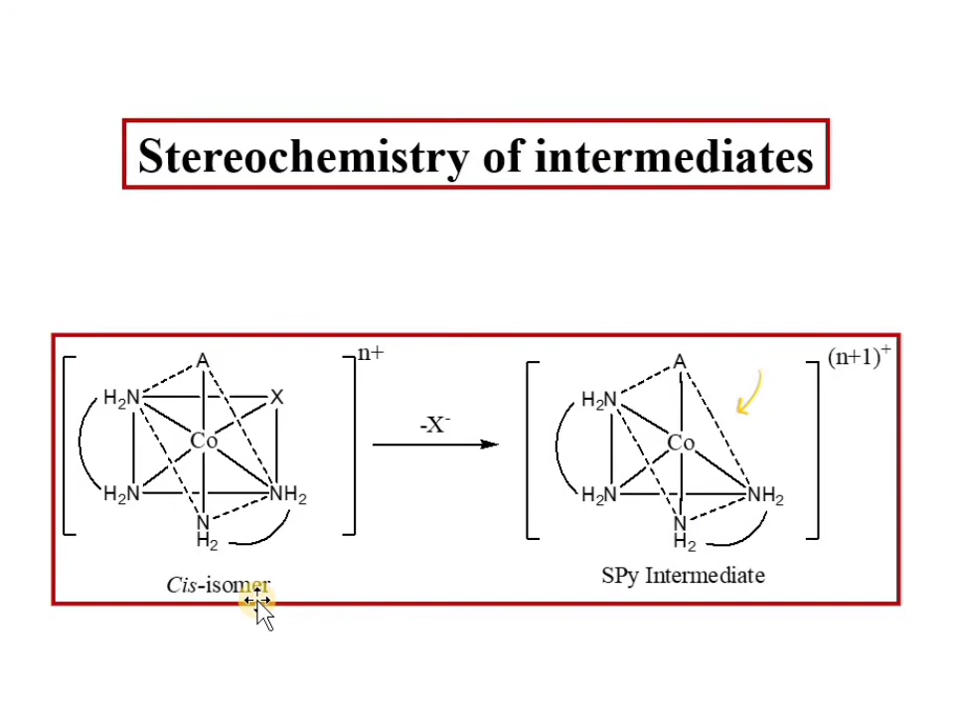 Stereochemistry of intermediates
n+
(n+1)⁺
A
A
H₂N
X
H₂N
-X⁻
Co
Co
H₂N
NH₂
H₂N
NH₂
N
H₂
N
H₂
Cis-isomer
SPy Intermediate